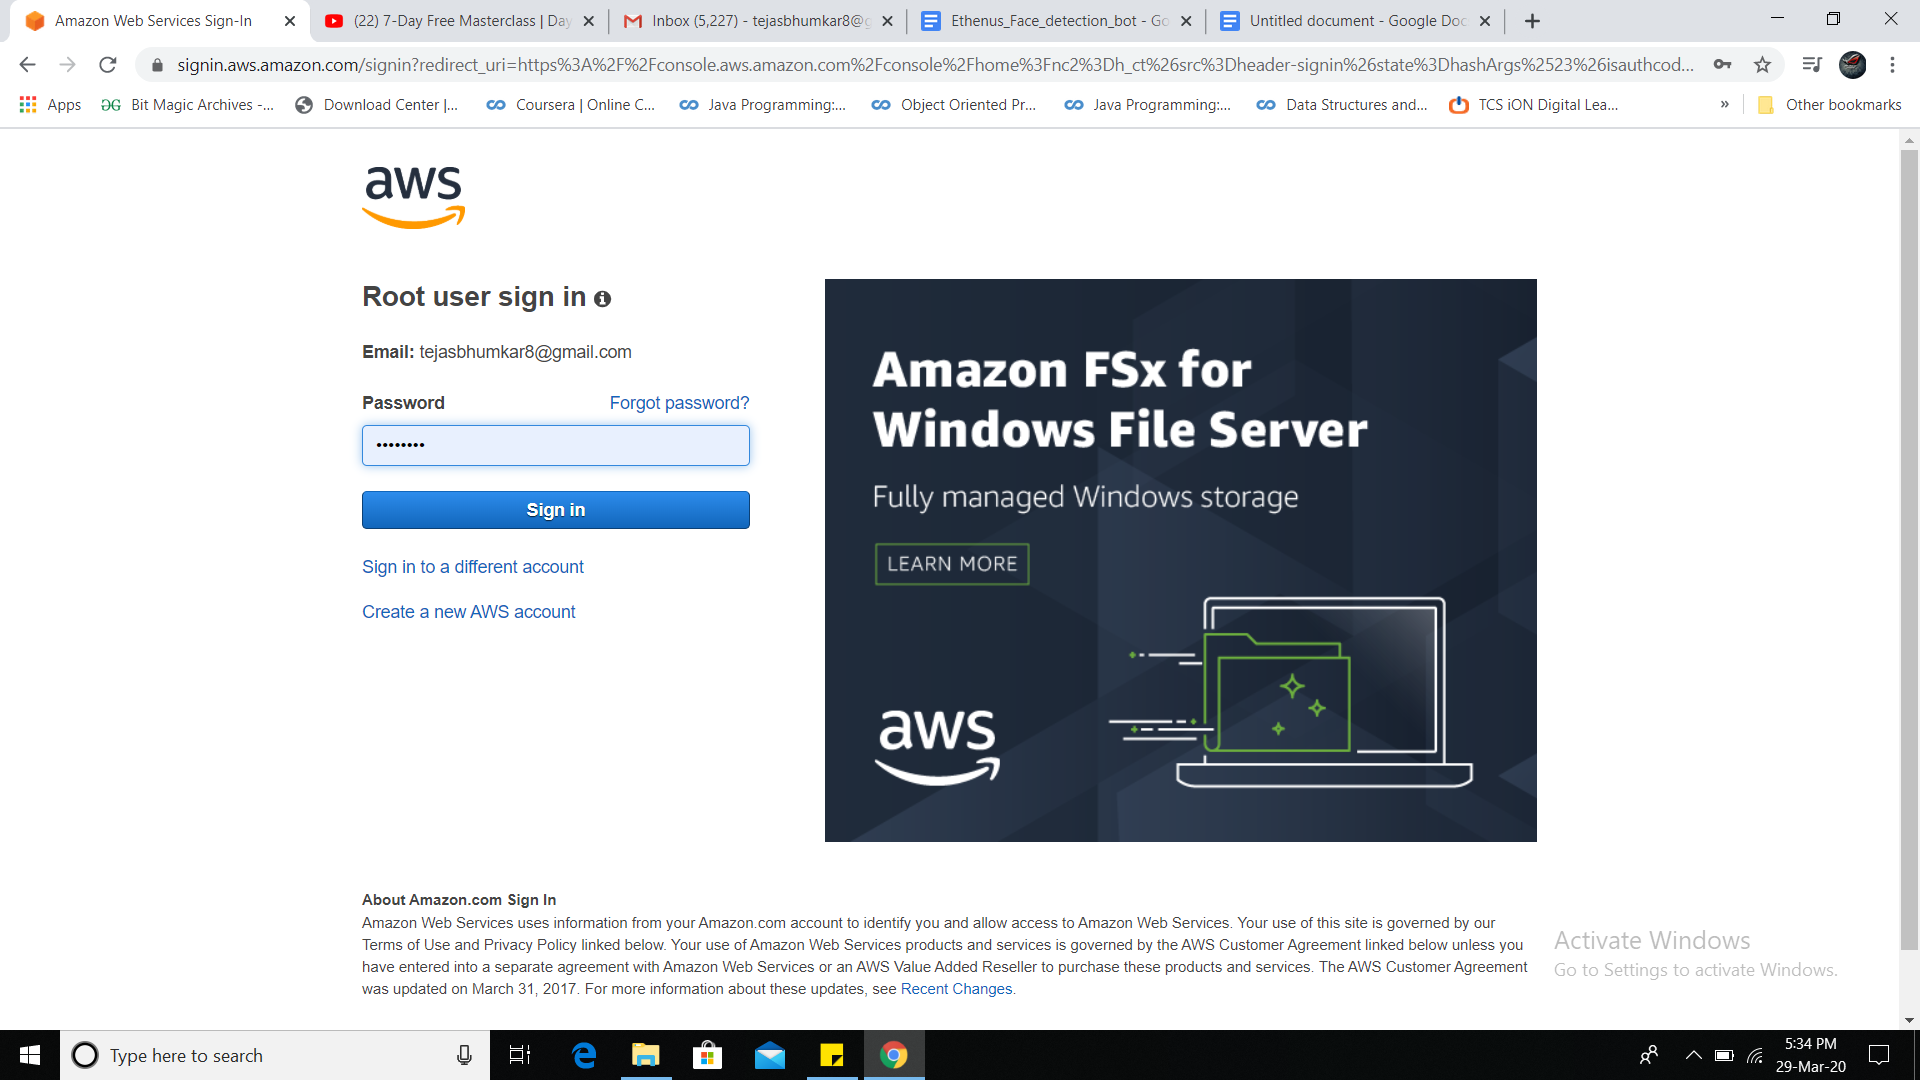 Amazon Web Services Sign-In
(22) 7-Day Free Masterclass | Day
Inbox (5,227) - tejasbhumkar8@g
Ethenus_Face_detection_bot - Go
Untitled document - Google Doc
signin.aws.amazon.com/signin?redirect_uri=https%3A%2F%2Fconsole.aws.amazon.com%2Fconsole%2Fhome%3Fnc2%3Dh_ct%26src%3Dheader-signin%26state%3DhashArgs%2523%26isauthcod...
Apps
Bit Magic Archives -...
Download Center |...
Coursera | Online C...
Java Programming:...
Object Oriented Pr...
Java Programming:...
Data Structures and...
TCS iON Digital Lea...
»
Other bookmarks
aws
Root user sign in
Email: tejasbhumkar8@gmail.com
Password
Forgot password?
••••••••
Sign in
Sign in to a different account
Create a new AWS account
Amazon FSx for
Windows File Server
Fully managed Windows storage
LEARN MORE
aws
About Amazon.com Sign In
Amazon Web Services uses information from your Amazon.com account to identify you and allow access to Amazon Web Services. Your use of this site is governed by our
Terms of Use and Privacy Policy linked below. Your use of Amazon Web Services products and services is governed by the AWS Customer Agreement linked below unless you
have entered into a separate agreement with Amazon Web Services or an AWS Value Added Reseller to purchase these products and services. The AWS Customer Agreement
was updated on March 31, 2017. For more information about these updates, see Recent Changes.
Activate Windows
Go to Settings to activate Windows.
Type here to search
5:34 PM
29-Mar-20